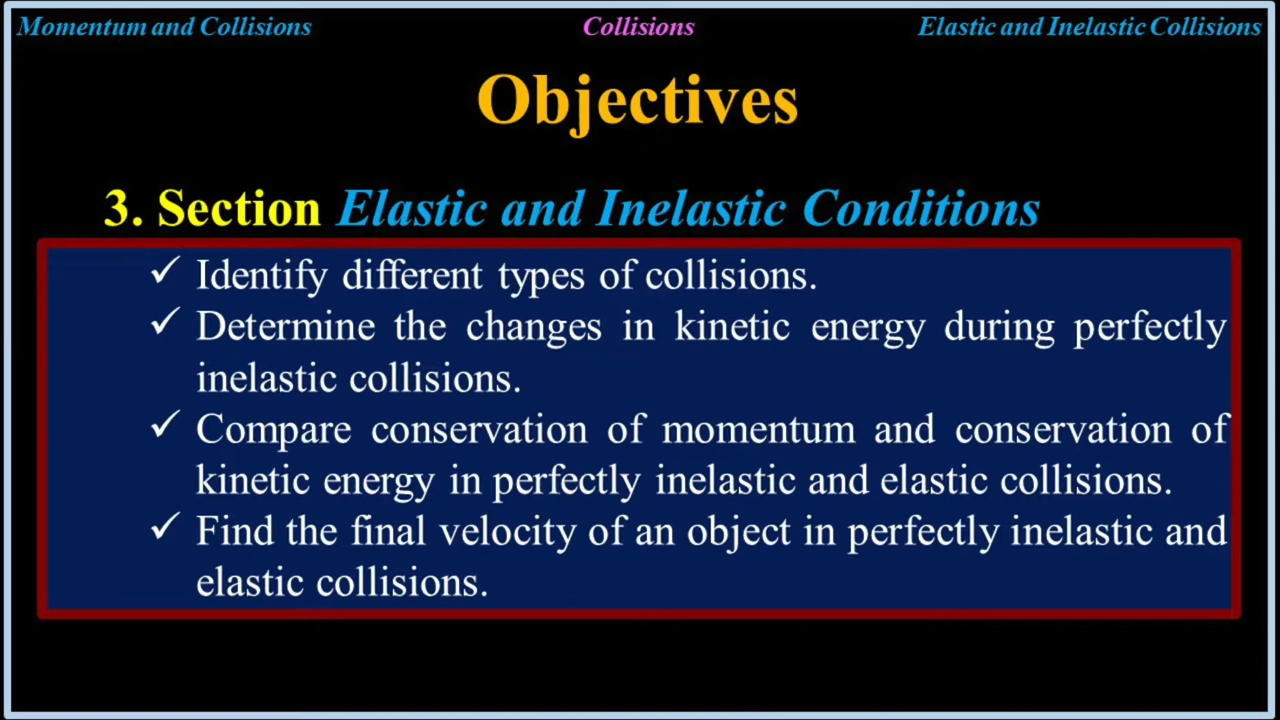 Momentum and Collisions
Collisions
Elastic and Inelastic Collisions
Objectives
3. Section Elastic and Inelastic Conditions
✓ Identify different types of collisions.
✓ Determine the changes in kinetic energy during perfectly
inelastic collisions.
✓ Compare conservation of momentum and conservation of
kinetic energy in perfectly inelastic and elastic collisions.
✓ Find the final velocity of an object in perfectly inelastic and
elastic collisions.